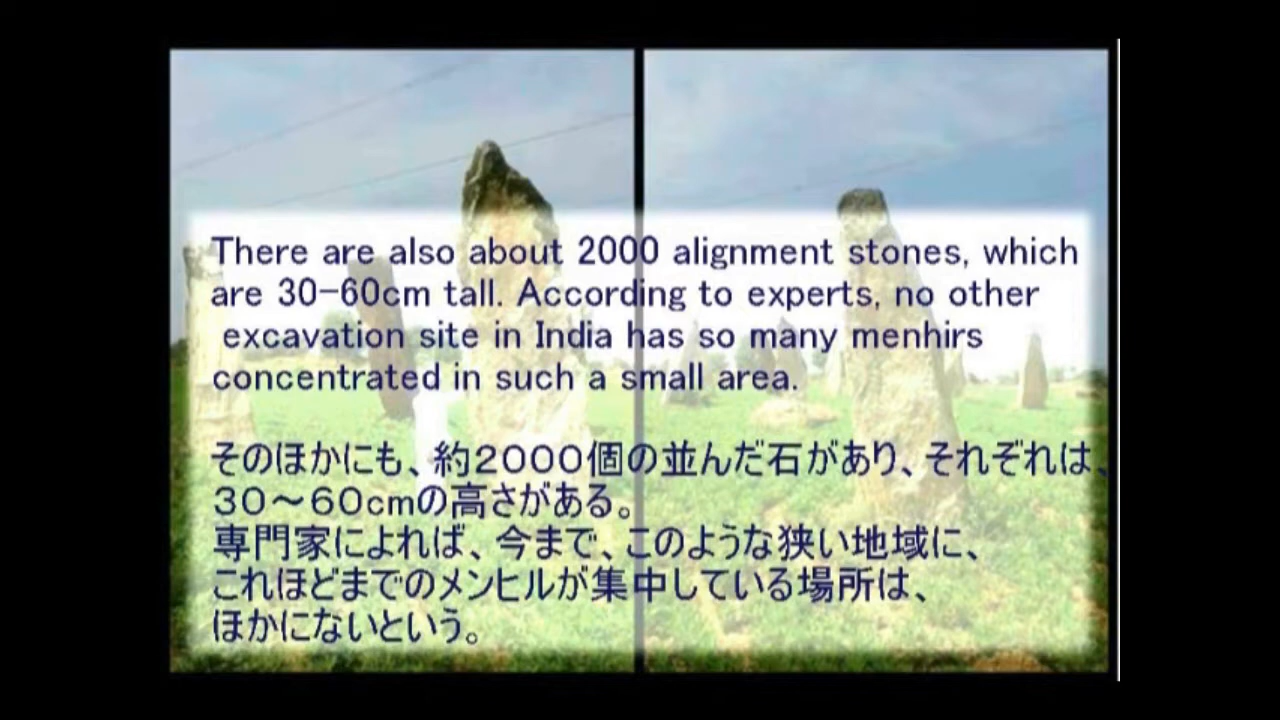 There are also about 2000 alignment stones, which
are 30-60cm tall. According to experts, no other
excavation site in India has so many menhirs
concentrated in such a small area.
そのほかにも、約２０００個の並んだ石があり、それぞれは、
３０～６０cmの高さがある。
専門家によれば、今まで、このような狭い地域に、
これほどまでのメンヒルが集中している場所は、
ほかにないという。